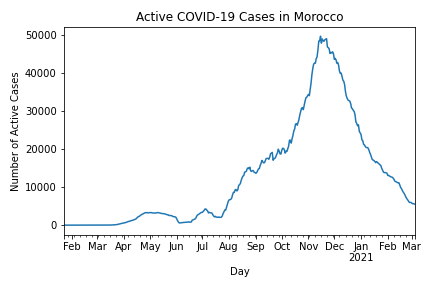 Active COVID-19 Cases in Morocco
Number of Active Cases
50000
40000
30000
20000
10000
0
Feb Mar Apr May Jun Jul Aug Sep Oct Nov Dec Jan Feb Mar
2021
Day